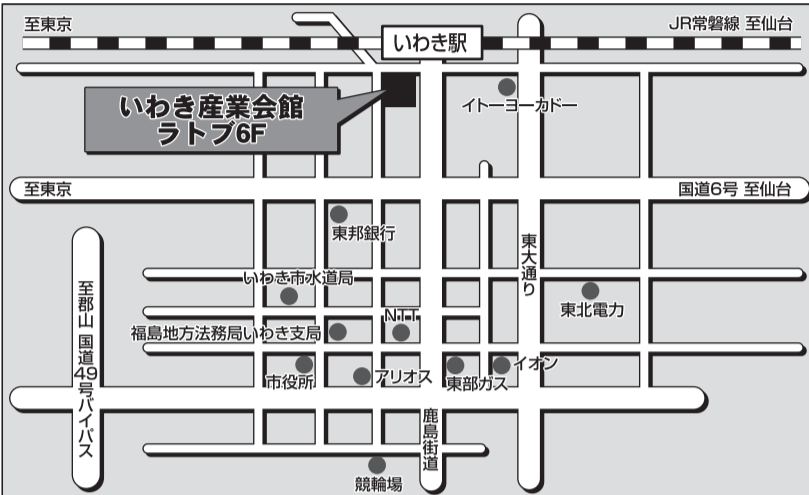 至東京
JR常磐線 至仙台
いわき駅
いわき産業会館
ラトブ6F
イトーヨーカドー
至東京
国道6号 至仙台
東邦銀行
東大通り
いわき市水道局
東北電力
至郡山 国道49号バイパス
NTT
福島地方法務局いわき支局
市役所
アリオス
東部ガス
イオン
鹿島街道
競輪場